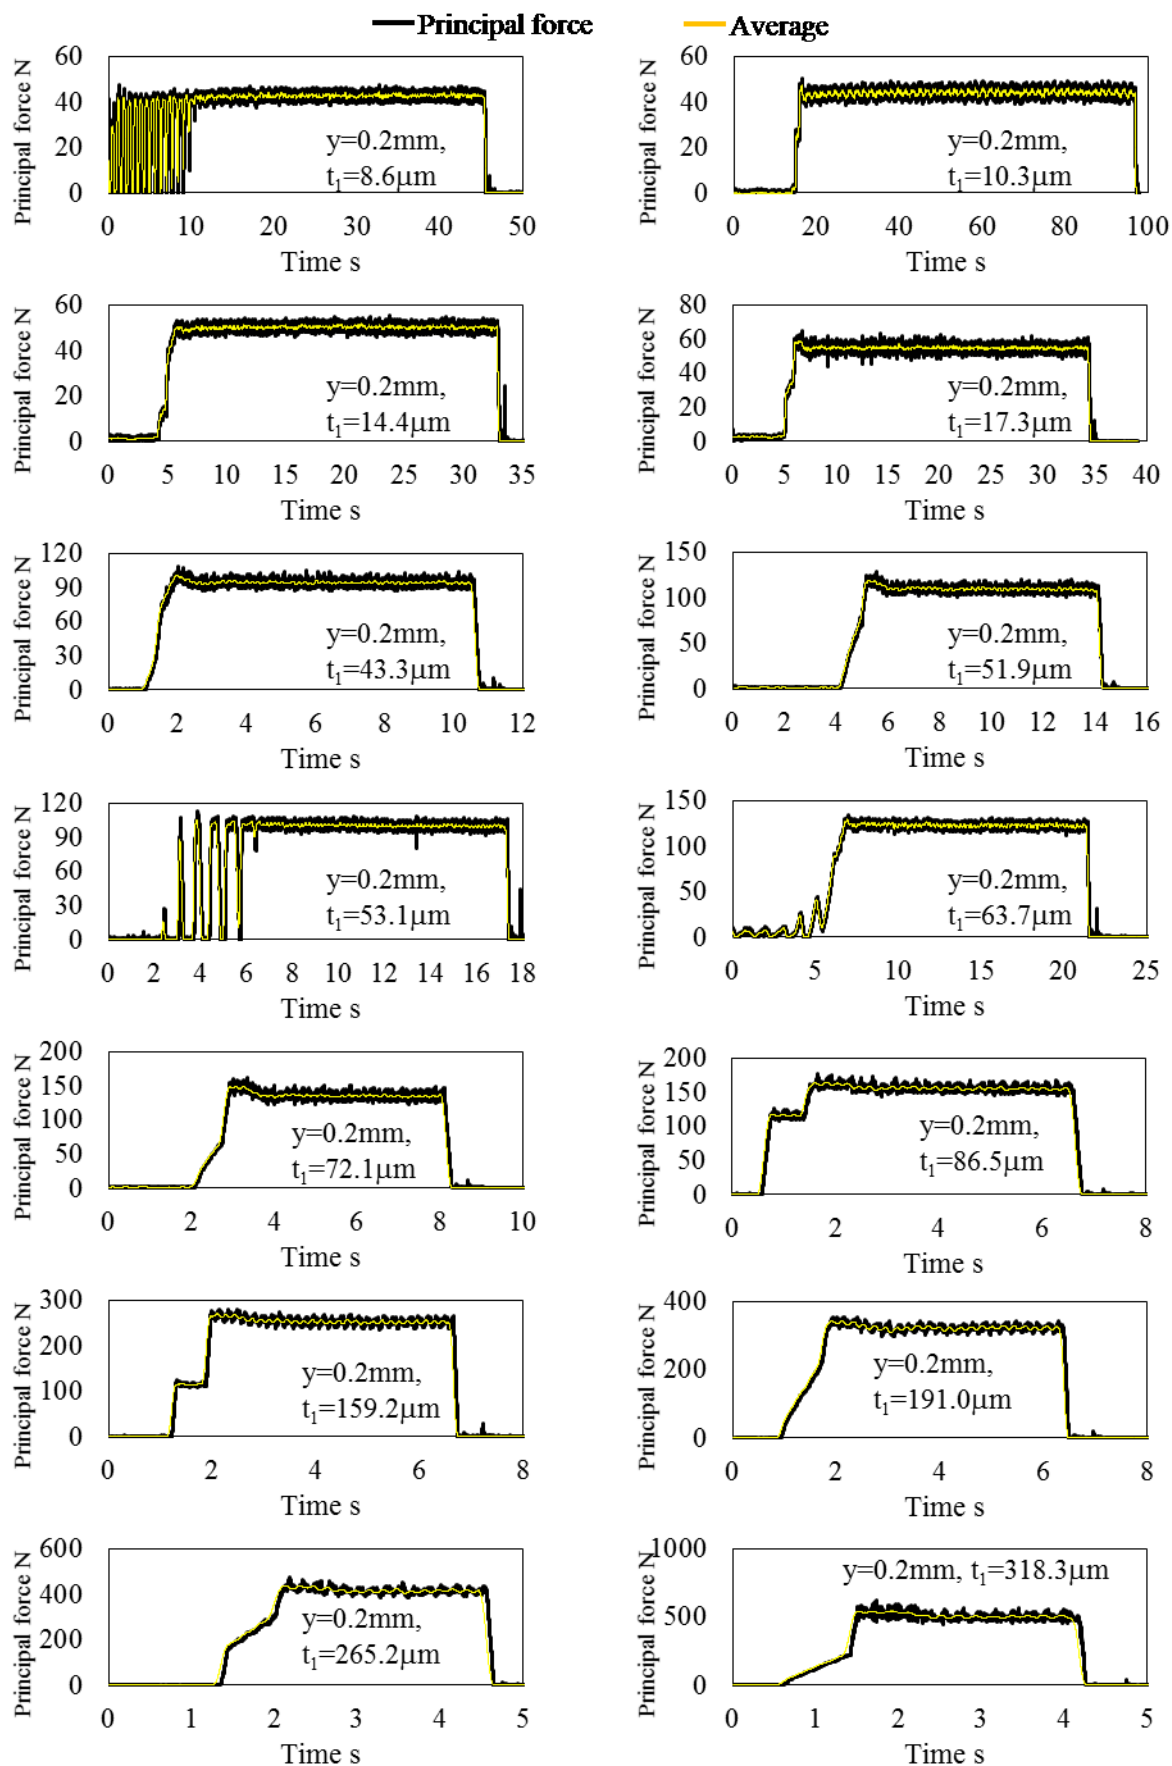 Principal force Average
Principal force N
60
40
20
0
y=0.2mm,
t₁=8.6µm
0 10 20 30 40 50
Time s
Principal force N
60
40
20
0
y=0.2mm,
t₁=10.3µm
0 20 40 60 80 100
Time s
Principal force N
60
40
20
0
y=0.2mm,
t₁=14.4µm
0 5 10 15 20 25 30 35
Time s
Principal force N
80
60
40
20
0
y=0.2mm,
t₁=17.3µm
0 5 10 15 20 25 30 35 40
Time s
Principal force N
120
90
60
30
0
y=0.2mm,
t₁=43.3µm
0 2 4 6 8 10 12
Time s
Principal force N
150
100
50
0
y=0.2mm,
t₁=51.9µm
0 2 4 6 8 10 12 14 16
Time s
Principal force N
120
90
60
30
0
y=0.2mm,
t₁=53.1µm
0 2 4 6 8 10 12 14 16 18
Time s
Principal force N
150
100
50
0
y=0.2mm,
t₁=63.7µm
0 5 10 15 20 25
Time s
Principal force N
200
150
100
50
0
y=0.2mm,
t₁=72.1µm
0 2 4 6 8 10
Time s
Principal force N
200
150
100
50
0
y=0.2mm,
t₁=86.5µm
0 2 4 6 8
Time s
Principal force N
300
200
100
0
y=0.2mm,
t₁=159.2µm
0 2 4 6 8
Time s
Principal force N
400
200
0
y=0.2mm,
t₁=191.0µm
0 2 4 6 8
Time s
Principal force N
600
400
200
0
y=0.2mm,
t₁=265.2µm
0 1 2 3 4 5
Time s
Principal force N
1000
500
0
y=0.2mm, t₁=318.3µm
0 1 2 3 4 5
Time s